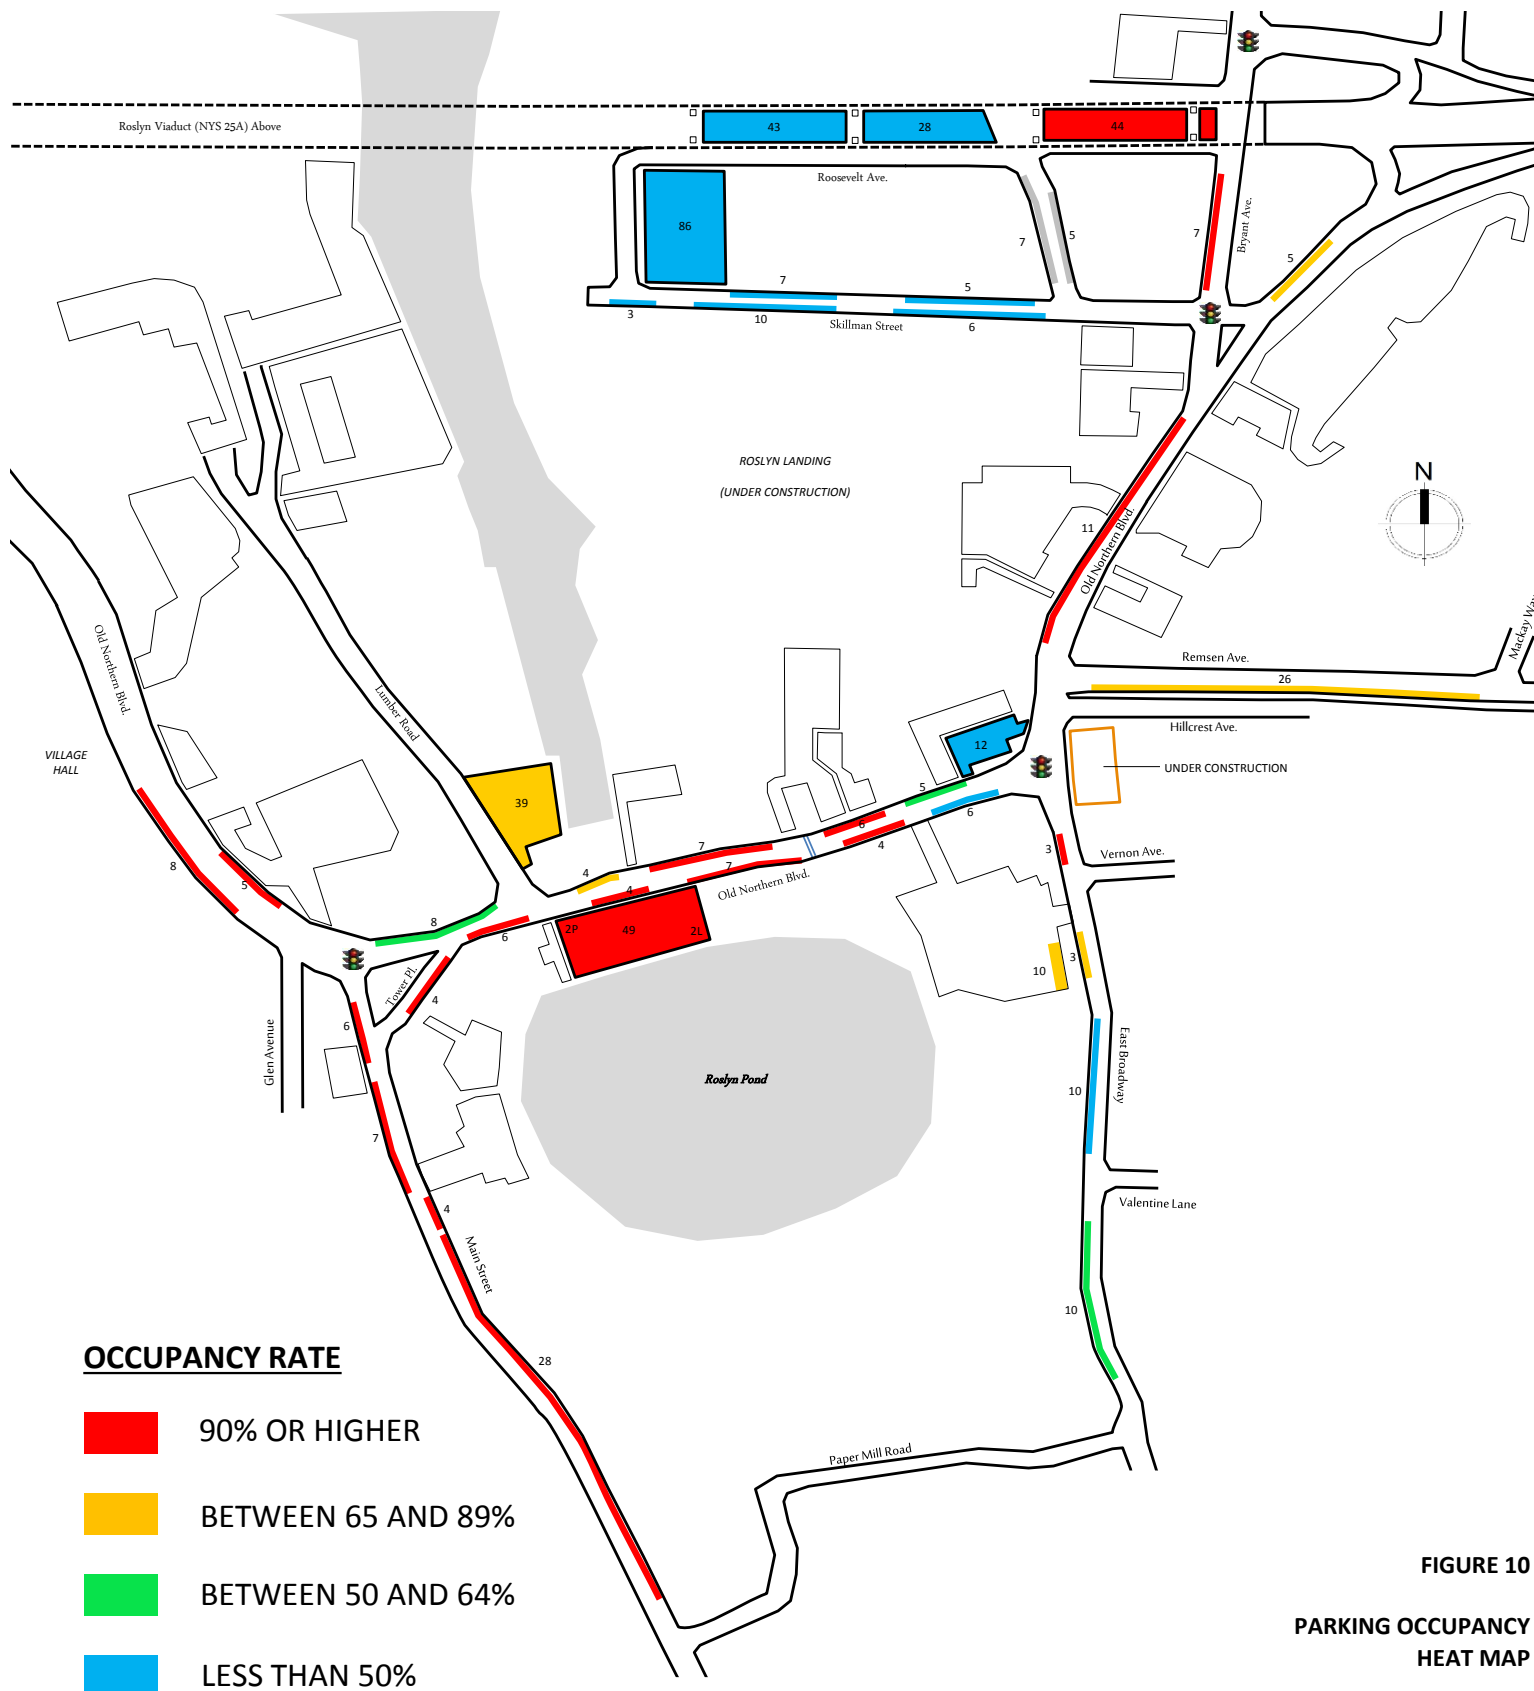 Roslyn Viaduct (NYS 25A) Above
43
28
44
Roosevelt Ave.
86
7
5
7
Bryant Ave.
5
7
5
3
10
Skillman Street
6
ROSLYN LANDING
(UNDER CONSTRUCTION)
N
11
Old Northern Blvd.
Mackay Way
Remsen Ave.
26
Old Northern Blvd.
Lumber Road
Hillcrest Ave.
VILLAGE
HALL
12
UNDER CONSTRUCTION
39
5
6
6
4
8
5
7
7
4
4
Old Northern Blvd.
3
Vernon Ave.
8
6
2P
49
2L
10
3
Tower Pl.
4
6
Glen Avenue
Roslyn Pond
East Broadway
10
7
4
Valentine Lane
Main Street
10
28
OCCUPANCY RATE
90% OR HIGHER
BETWEEN 65 AND 89%
BETWEEN 50 AND 64%
LESS THAN 50%
Paper Mill Road
FIGURE 10
PARKING OCCUPANCY
HEAT MAP